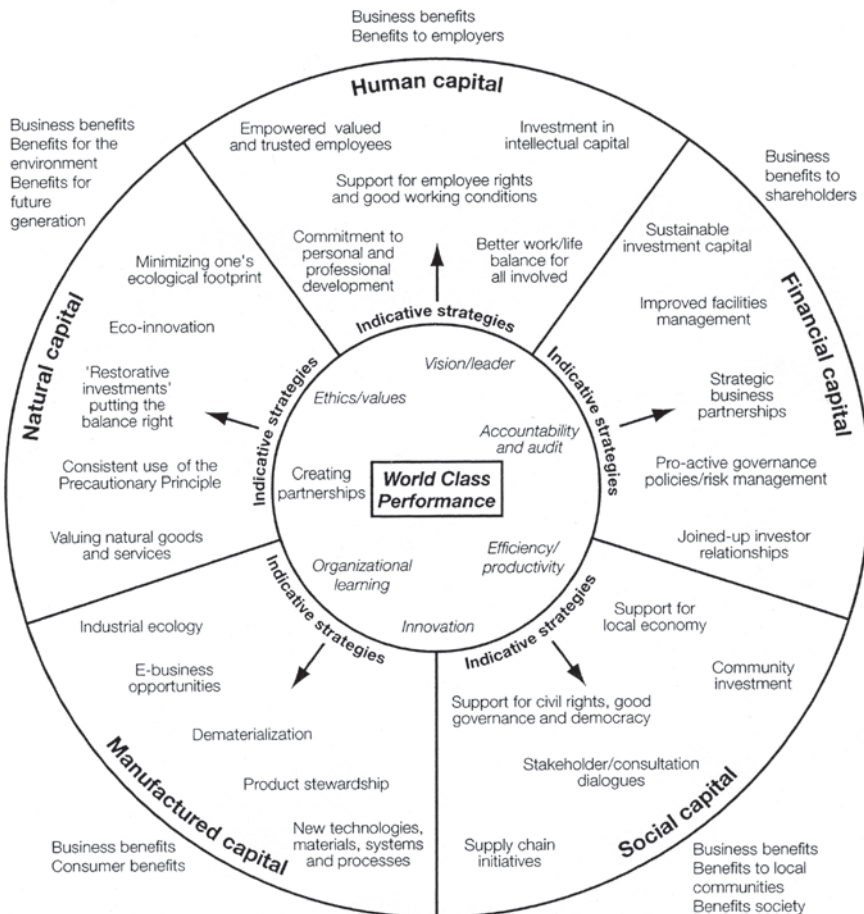 Business benefits
Benefits to employers
Human capital
Empowered valued
and trusted employees
Investment in
intellectual capital
Support for employee rights
and good working conditions
Commitment to
personal and
professional
development
Better work/life
balance for
all involved
Indicative strategies
Business
benefits to
shareholders
Financial capital
Sustainable
investment capital
Improved facilities
management
Strategic
business
partnerships
Pro-active governance
policies/risk management
Joined-up investor
relationships
Indicative strategies
Business benefits
Benefits to local
communities
Benefits society
Social capital
Support for
local economy
Community
investment
Support for civil rights, good
governance and democracy
Stakeholder/consultation
dialogues
Supply chain
initiatives
Indicative strategies
Business benefits
Consumer benefits
Manufactured capital
Industrial ecology
E-business
opportunities
Dematerialization
Product stewardship
New technologies,
materials, systems
and processes
Indicative strategies
Business benefits
Benefits for the
environment
Benefits for
future
generation
Natural capital
Minimizing one's
ecological footprint
Eco-innovation
'Restorative
investments'
putting the
balance right
Consistent use of the
Precautionary Principle
Valuing natural goods
and services
Indicative strategies
Vision/leader
Ethics/values
Accountability
and audit
Creating
partnerships
World Class
Performance
Efficiency/
productivity
Organizational
learning
Innovation